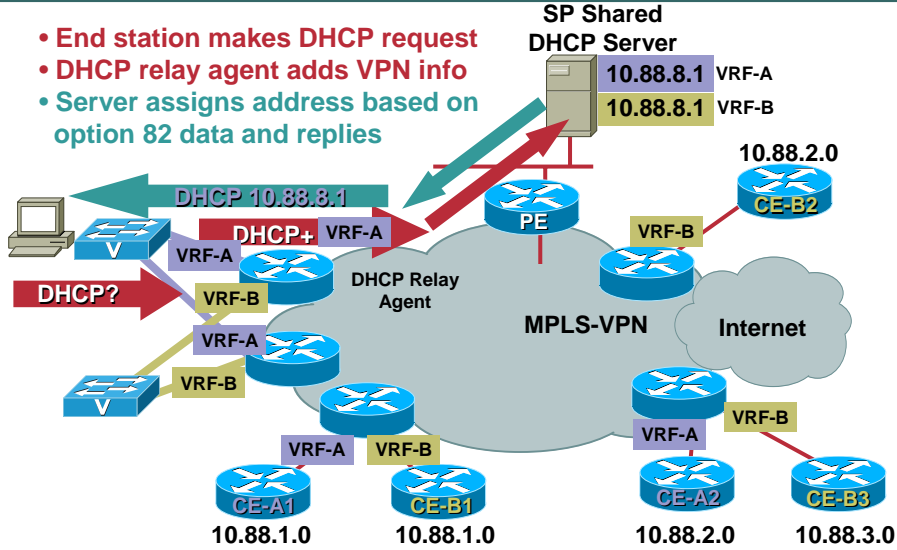 • End station makes DHCP request
• DHCP relay agent adds VPN info
• Server assigns address based on
option 82 data and replies
SP Shared
DHCP Server
10.88.8.1 VRF-A
10.88.8.1 VRF-B
10.88.2.0
CE-B2
VRF-B
PE
DHCP 10.88.8.1
DHCP+ VRF-A
V
VRF-A
DHCP?
VRF-B
DHCP Relay
Agent
MPLS-VPN
Internet
VRF-A
VRF-B
V
VRF-A
VRF-B
VRF-A
VRF-B
CE-A1
CE-B1
CE-A2
CE-B3
10.88.1.0
10.88.1.0
10.88.2.0
10.88.3.0